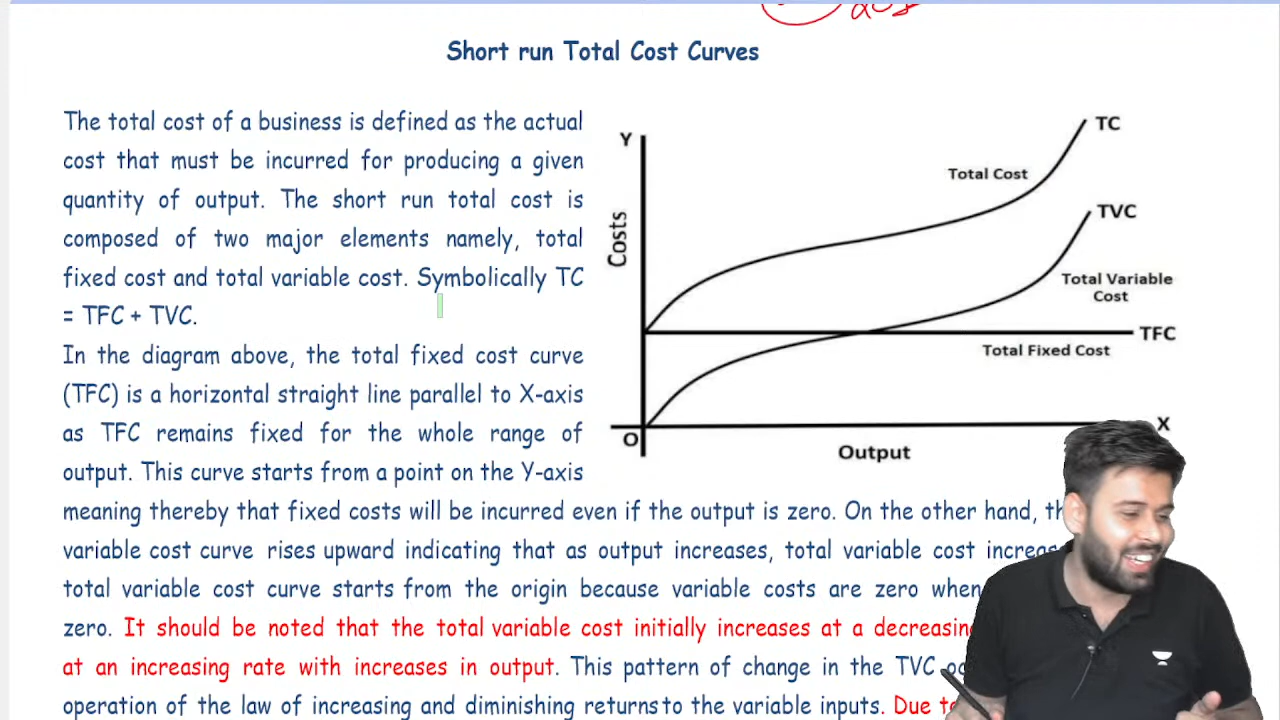 Short run Total Cost Curves
The total cost of a business is defined as the actual
cost that must be incurred for producing a given
quantity of output. The short run total cost is
composed of two major elements namely, total
fixed cost and total variable cost. Symbolically TC
= TFC + TVC.
In the diagram above, the total fixed cost curve
(TFC) is a horizontal straight line parallel to X-axis
as TFC remains fixed for the whole range of
output. This curve starts from a point on the Y-axis
meaning thereby that fixed costs will be incurred even if the output is zero. On the other hand,
variable cost curve rises upward indicating that as output increases, total variable cost
total variable cost curve starts from the origin because variable costs are zero when
zero. It should be noted that the total variable cost initially increases at a
at an increasing rate with increases in output. This pattern of change in the TVC
operation of the law of increasing and diminishing returns to the variable inputs. Due
Y
Costs
TC
Total Cost
TVC
Total Variable
Cost
TFC
Total Fixed Cost
O
X
Output